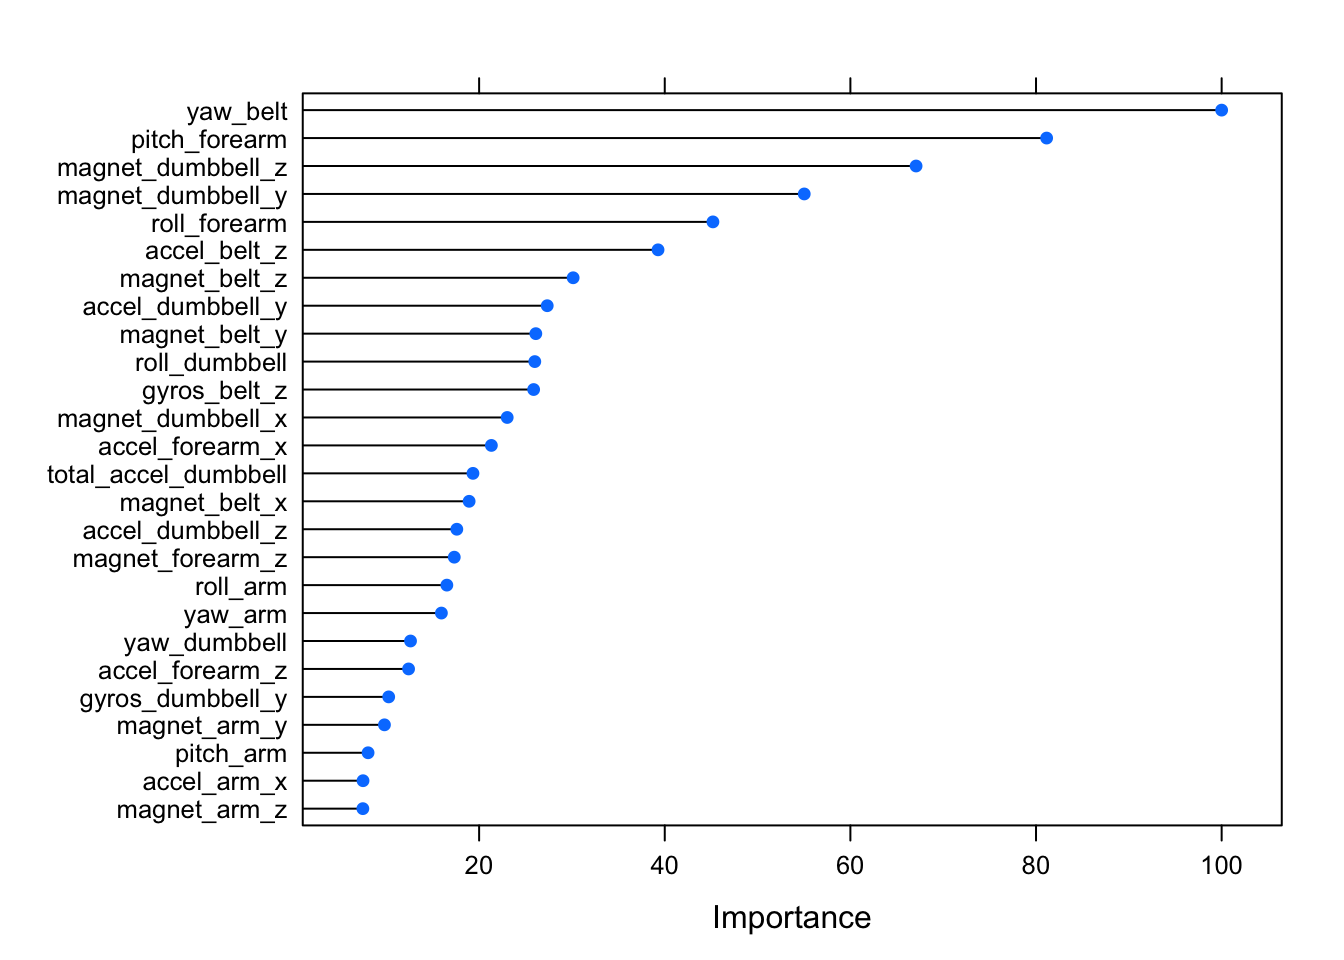 yaw_belt
pitch_forearm
magnet_dumbbell_z
magnet_dumbbell_y
roll_forearm
accel_belt_z
magnet_belt_z
accel_dumbbell_y
magnet_belt_y
roll_dumbbell
gyros_belt_z
magnet_dumbbell_x
accel_forearm_x
total_accel_dumbbell
magnet_belt_x
accel_dumbbell_z
magnet_forearm_z
roll_arm
yaw_arm
yaw_dumbbell
accel_forearm_z
gyros_dumbbell_y
magnet_arm_y
pitch_arm
accel_arm_x
magnet_arm_z
20 40 60 80 100
Importance